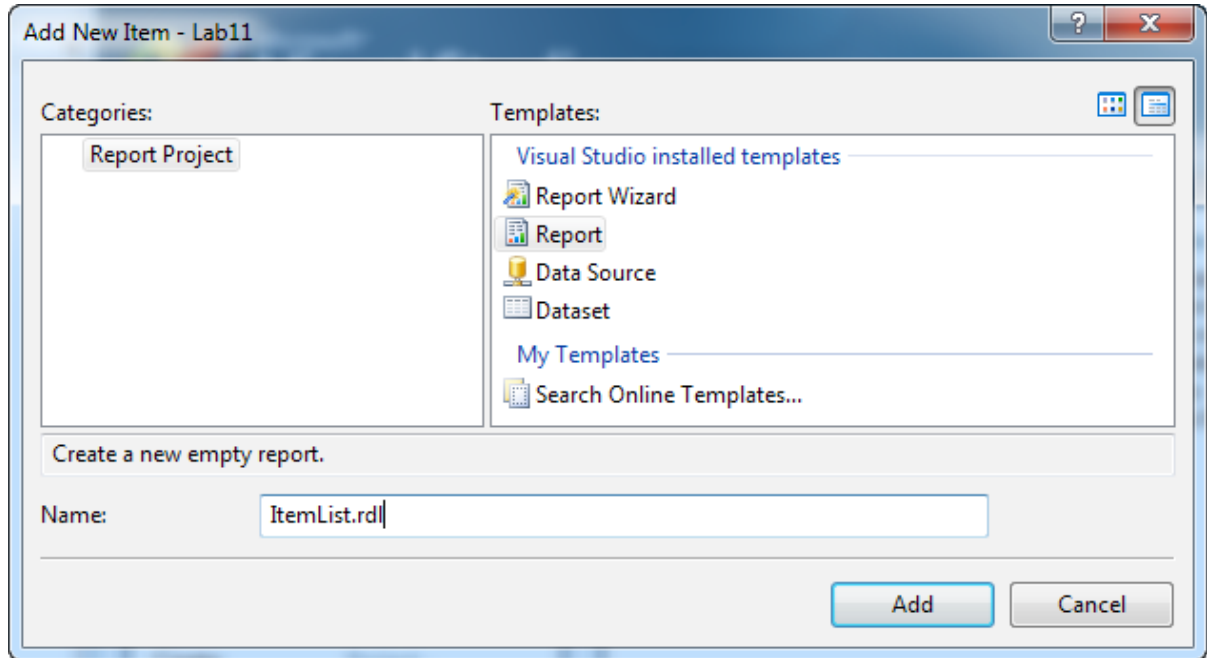 Add New Item - Lab11
Categories:
Templates:
Report Project
Visual Studio installed templates
Report Wizard
Report
Data Source
Dataset
My Templates
Search Online Templates...
Create a new empty report.
Name:
ItemList.rdl
Add
Cancel